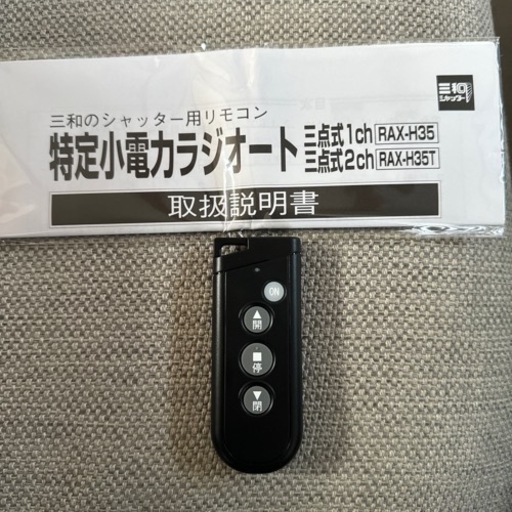 三和のシャッター用リモコン
特定小電力ラジオート
三点式1ch RAX-H35
三点式2ch RAX-H35T
三和
シャッター
取扱説明書
ON
▲
開
■
停
▼
閉